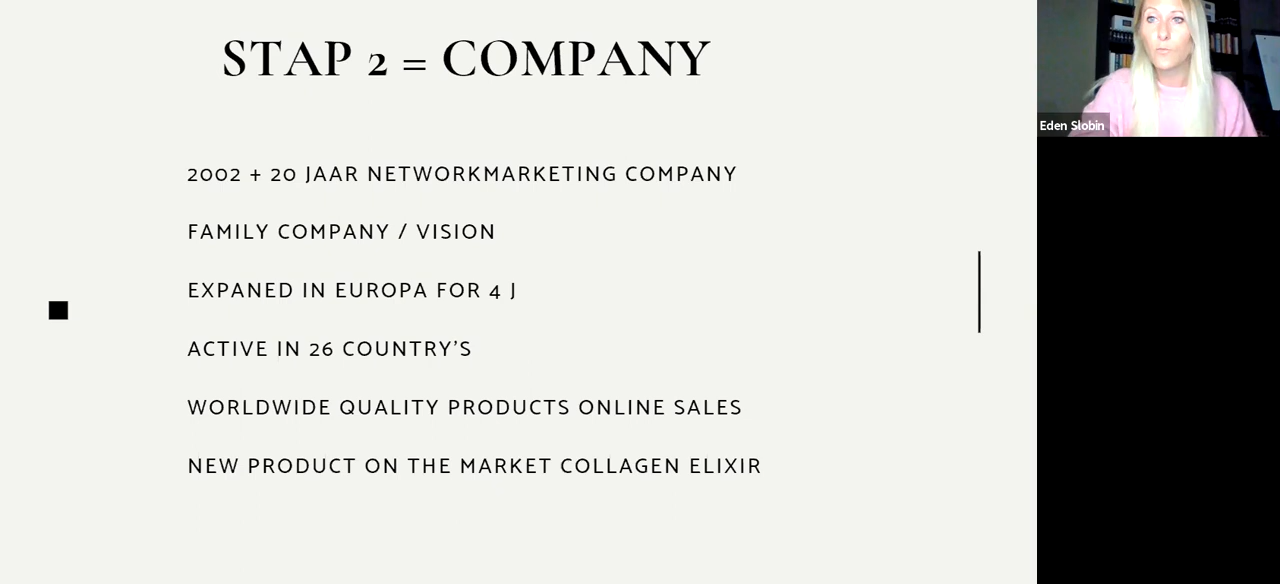 STAP 2 = COMPANY
2002 + 20 JAAR NETWORKMARKETING COMPANY
FAMILY COMPANY / VISION
EXPANED IN EUROPA FOR 4 J
ACTIVE IN 26 COUNTRY'S
WORLDWIDE QUALITY PRODUCTS ONLINE SALES
NEW PRODUCT ON THE MARKET COLLAGEN ELIXIR
Eden Slobin